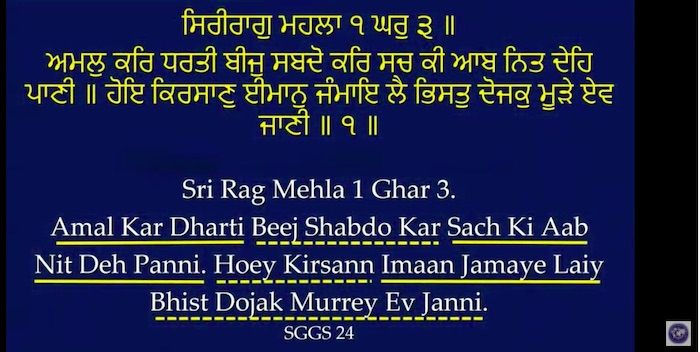 ਸਿਰੀਰਾਗੁ ਮਹਲਾ ੧ ਘਰੁ ੩ ॥
ਅਮਲੁ ਕਰਿ ਧਰਤੀ ਬੀਜੁ ਸਬਦੋ ਕਰਿ ਸਚ ਕੀ ਆਬ ਨਿਤ ਦੇਹਿ
ਪਾਣੀ ॥ ਹੋਇ ਕਿਰਸਾਣੁ ਈਮਾਨੁ ਜੰਮਾਇ ਲੈ ਭਿਸਤੁ ਦੋਜਕੁ ਮੂੜੇ ਏਵ
ਜਾਣੀ ॥ ੧ ॥
Sri Rag Mehla 1 Ghar 3.
Amal Kar Dharti Beej Shabdo Kar Sach Ki Aab
Nit Deh Panni. Hoey Kirsann Imaan Jamaye Laiy
Bhist Dojak Murrey Ev Janni.
SGGS 24